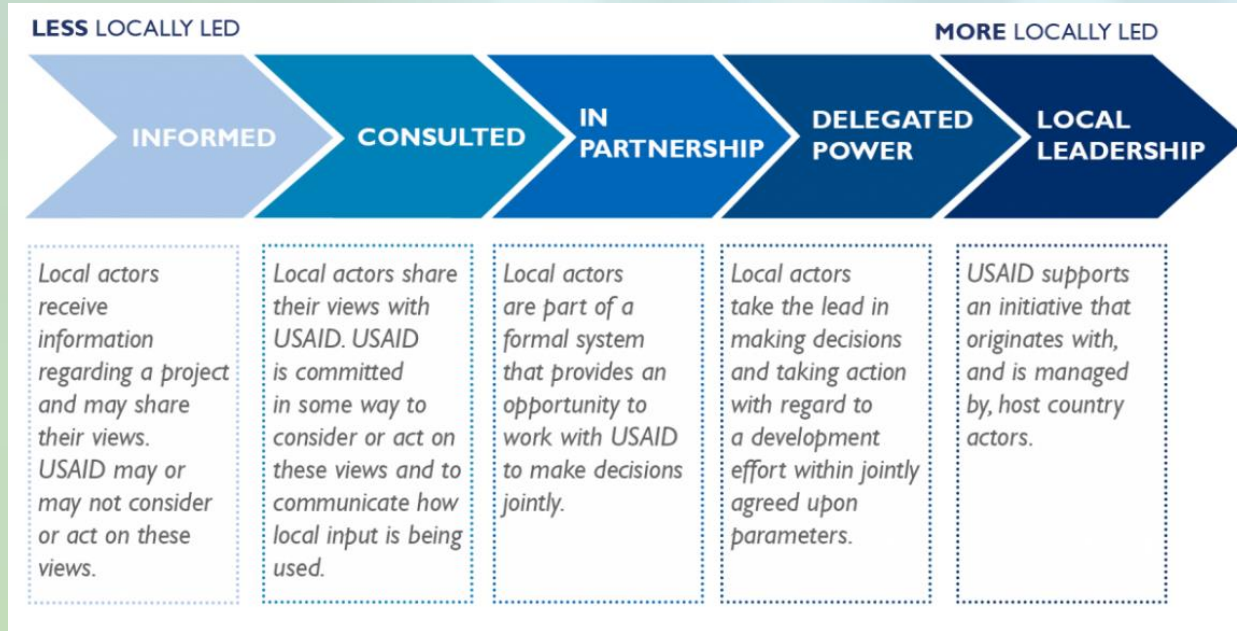 LESS LOCALLY LED
MORE LOCALLY LED
INFORMED
CONSULTED
IN
PARTNERSHIP
DELEGATED
POWER
LOCAL
LEADERSHIP
Local actors
receive
information
regarding a project
and may share
their views.
USAID may or
may not consider
or act on these
views.
Local actors share
their views with
USAID. USAID
is committed
in some way to
consider or act on
these views and to
communicate how
local input is being
used.
Local actors
are part of a
formal system
that provides an
opportunity to
work with USAID
to make decisions
jointly.
Local actors
take the lead in
making decisions
and taking action
with regard to
a development
effort within jointly
agreed upon
parameters.
USAID supports
an initiative that
originates with,
and is managed
by, host country
actors.